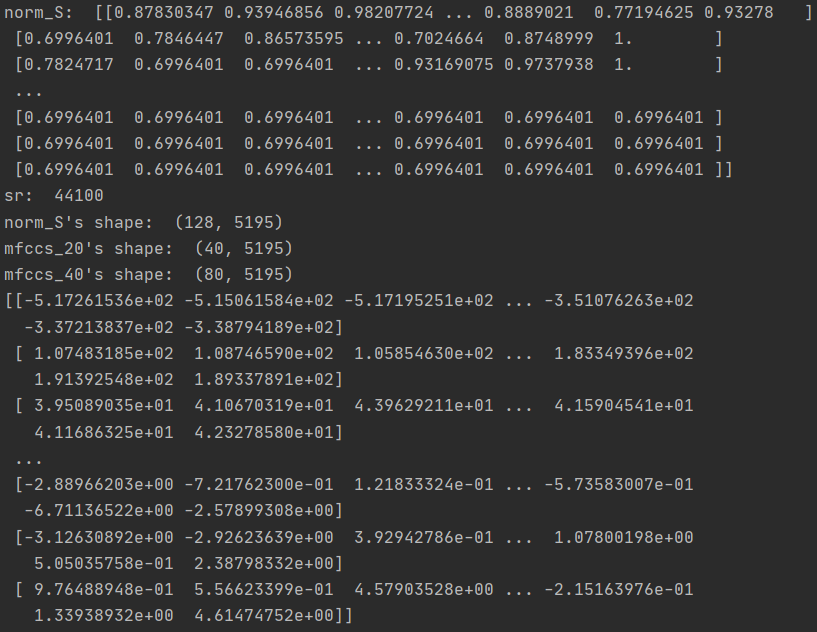 norm_S:  [[0.87830347 0.93946856 0.98207724 ... 0.8889021  0.77194625 0.93278   ]
 [0.6996401  0.7846447  0.86573595 ... 0.7024664  0.8748999  1.        ]
 [0.7824717  0.6996401  0.6996401  ... 0.93169075 0.9737938  1.        ]
 ...
 [0.6996401  0.6996401  0.6996401  ... 0.6996401  0.6996401  0.6996401 ]
 [0.6996401  0.6996401  0.6996401  ... 0.6996401  0.6996401  0.6996401 ]
 [0.6996401  0.6996401  0.6996401  ... 0.6996401  0.6996401  0.6996401 ]]
sr:  44100
norm_S's shape:  (128, 5195)
mfccs_20's shape:  (40, 5195)
mfccs_40's shape:  (80, 5195)
[[-5.17261536e+02 -5.15061584e+02 -5.17195251e+02 ... -3.51076263e+02
  -3.37213837e+02 -3.38794189e+02]
 [ 1.07483185e+02  1.08746590e+02  1.05854630e+02 ...  1.83349396e+02
   1.91392548e+02  1.89337891e+02]
 [ 3.95089035e+01  4.10670319e+01  4.39629211e+01 ...  4.15904541e+01
   4.11686325e+01  4.23278580e+01]
 ...
 [-2.88966203e+00 -7.21762300e-01  1.21833324e-01 ... -5.73583007e-01
  -6.71136522e+00 -2.57899308e+00]
 [-3.12630892e+00 -2.92623639e+00  3.92942786e-01 ...  1.07800198e+00
   5.05035758e-01  2.38798332e+00]
 [ 9.76488948e-01  5.56623399e-01  4.57903528e+00 ... -2.15163976e-01
   1.33938932e+00  4.61474752e+00]]